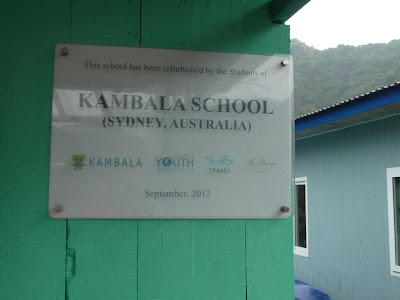 This school has been refurbished by the Students of
KAMBALA SCHOOL
(SYDNEY, AUSTRALIA)
KAMBALA YOUTH TRAVEL
September, 2012